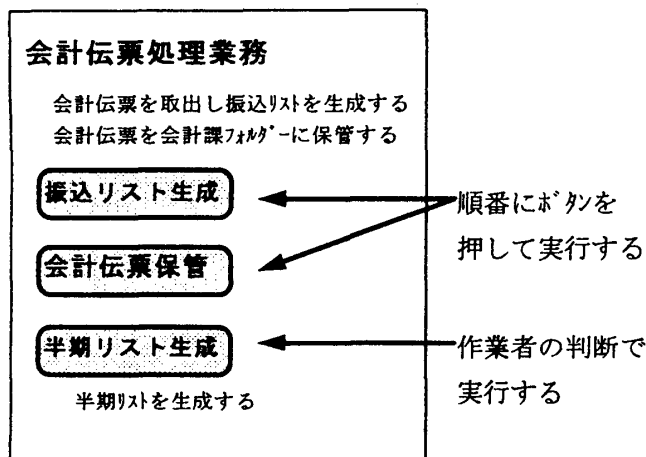 会計伝票処理業務
会計伝票を取出し振込ﾘｽﾄを生成する
会計伝票を会計課ﾌｫﾙﾀﾞｰに保管する
振込リスト生成
会計伝票保管
半期リスト生成
半期ﾘｽﾄを生成する
順番にﾎﾞﾀﾝを
押して実行する
作業者の判断で
実行する